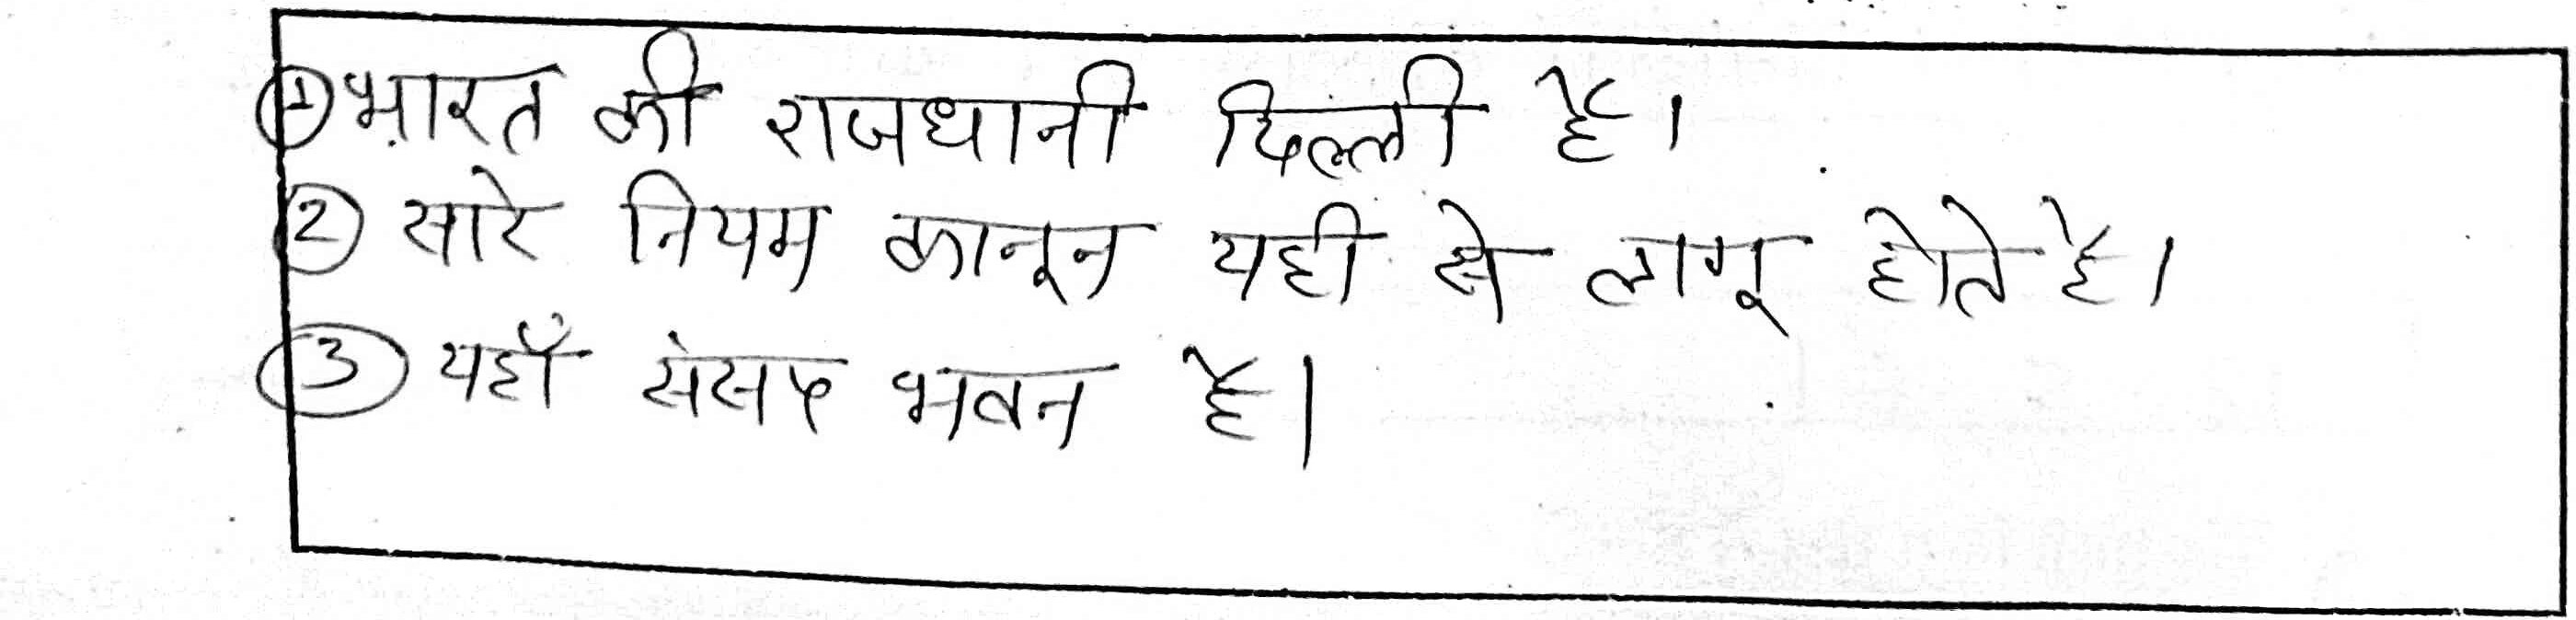 ① भारत की राजधानी दिल्ली है।
② सारे नियम कानून यही से लागू होते है।
③ यहाँ संसद भवन है।